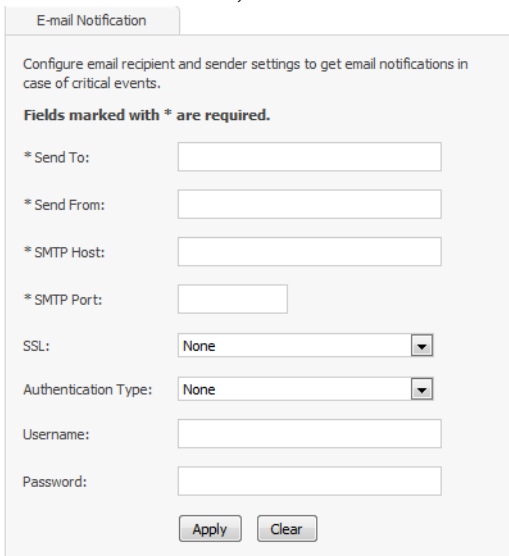 E-mail Notification
Configure email recipient and sender settings to get email notifications in
case of critical events.
Fields marked with * are required.
* Send To:
* Send From:
* SMTP Host:
* SMTP Port:
SSL: None
Authentication Type: None
Username:
Password:
Apply Clear